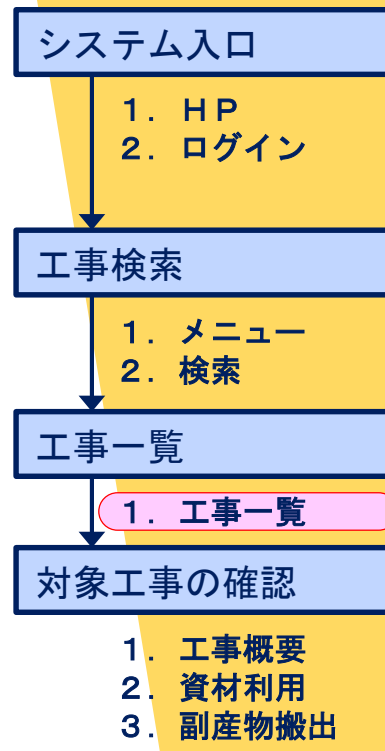 システム入口
１．ＨＰ
２．ログイン
工事検索
１．メニュー
２．検索
工事一覧
１．工事一覧
対象工事の確認
１．工事概要
２．資材利用
３．副産物搬出